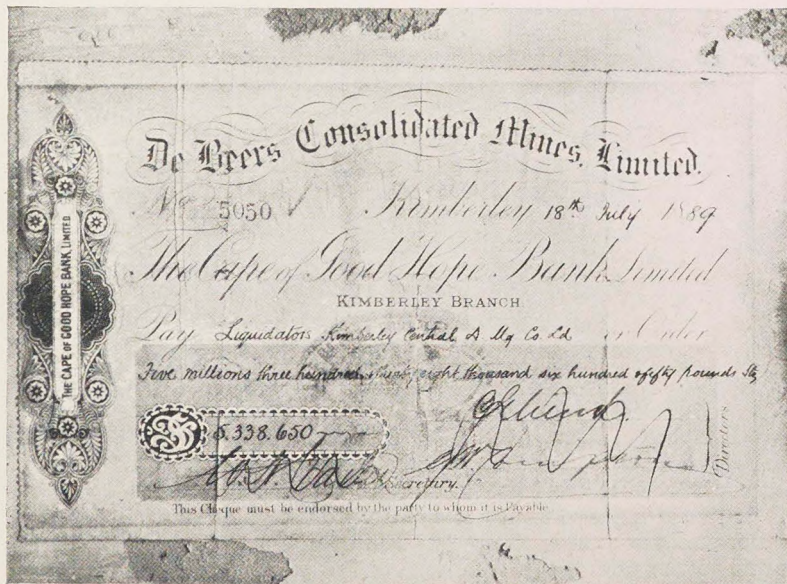 De Beers Consolidated Mines, Limited.
No 5050 Kimberley 18th July 1889
The Cape of Good Hope Bank Limited
KIMBERLEY BRANCH
Pay Liquidators Kimberley Central D Mg Co Ld or Order
Five millions three hundred & thirty eight thousand six hundred & fifty pounds Stg
5.338.650
Secretary.
Directors
This Cheque must be endorsed by the party to whom it is Payable
THE CAPE OF GOOD HOPE BANK, LIMITED